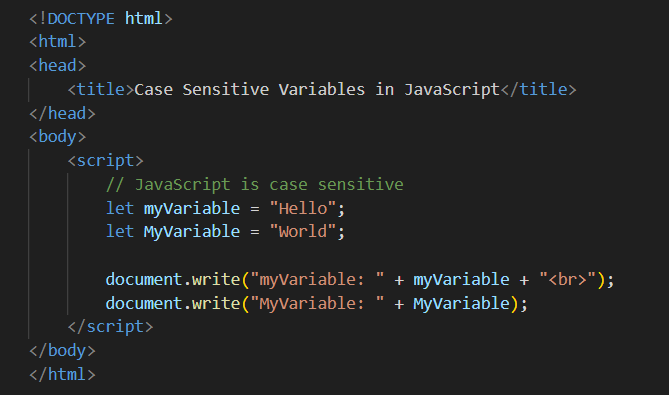 <!DOCTYPE html>
<html>
<head>
    <title>Case Sensitive Variables in JavaScript</title>
</head>
<body>
    <script>
        // JavaScript is case sensitive
        let myVariable = "Hello";
        let MyVariable = "World";

        document.write("myVariable: " + myVariable + "<br>");
        document.write("MyVariable: " + MyVariable);
    </script>
</body>
</html>